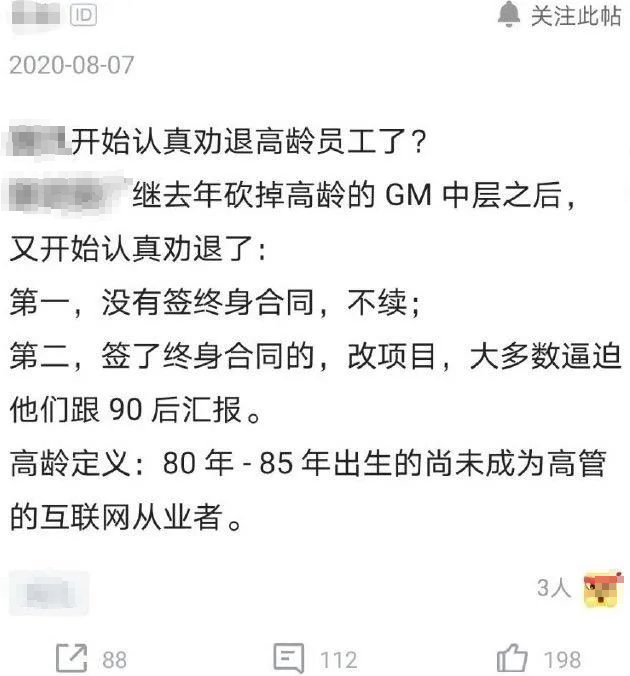 ID
关注此帖
2020-08-07
开始认真劝退高龄员工了？
继去年砍掉高龄的 GM 中层之后，
又开始认真劝退了：
第一，没有签终身合同，不续；
第二，签了终身合同的，改项目，大多数逼迫
他们跟 90 后汇报。
高龄定义：80 年 - 85 年出生的尚未成为高管
的互联网从业者。
3人
88
112
198